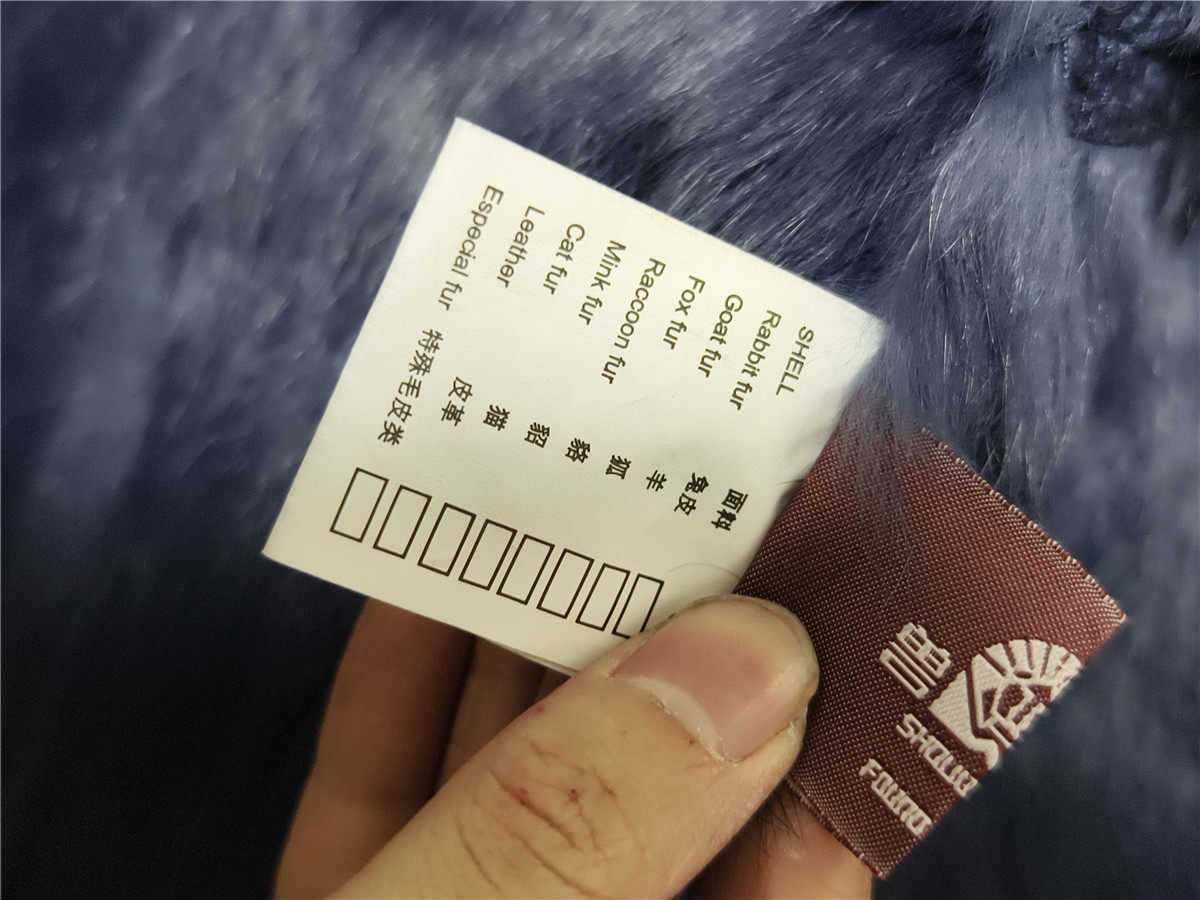 SHELL 面料
Rabbit fur 兔皮
Goat fur 羊
Fox fur 狐
Raccoon fur 貉
Mink fur 貂
Cat fur 猫
Leather 皮革
Especial fur 特殊毛皮类